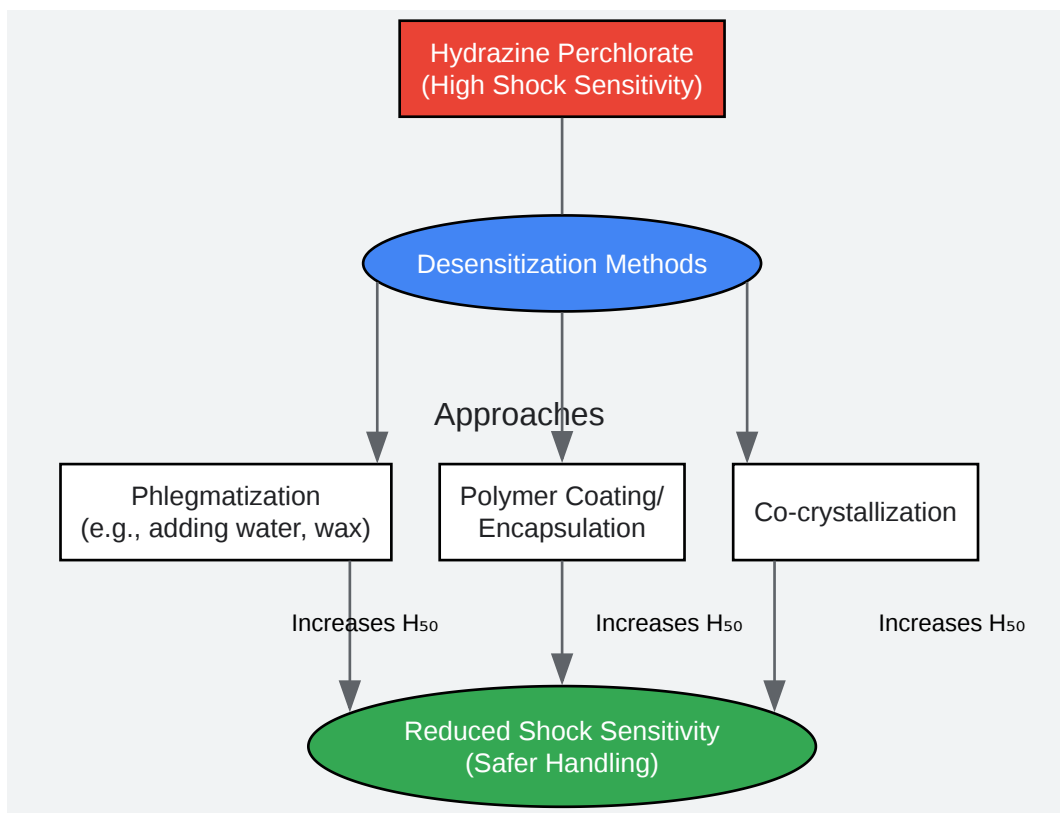 Hydrazine Perchlorate
(High Shock Sensitivity)
Desensitization Methods
Approaches
Phlegmatization
(e.g., adding water, wax)
Polymer Coating/
Encapsulation
Co-crystallization
Increases H₅₀
Increases H₅₀
Increases H₅₀
Reduced Shock Sensitivity
(Safer Handling)